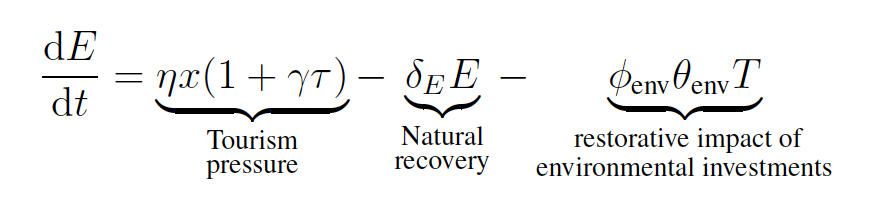 dE/dt = ηx(1 + γτ) − δ_E E − ϕ_env θ_env T
Tourism pressure
Natural recovery
restorative impact of environmental investments